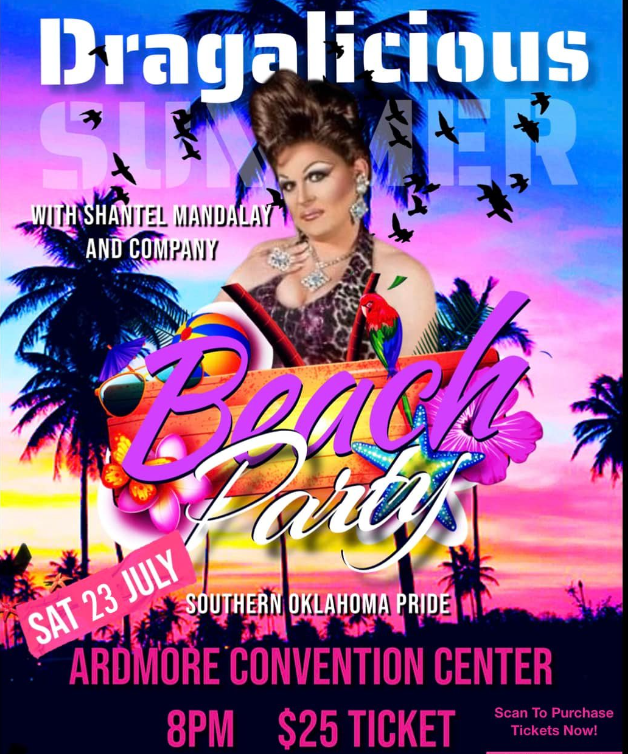 Dragalicious
SUMMER
WITH SHANTEL MANDALAY
AND COMPANY
Beach
Party
SAT 23 JULY
SOUTHERN OKLAHOMA PRIDE
ARDMORE CONVENTION CENTER
8PM $25 TICKET
Scan To Purchase
Tickets Now!